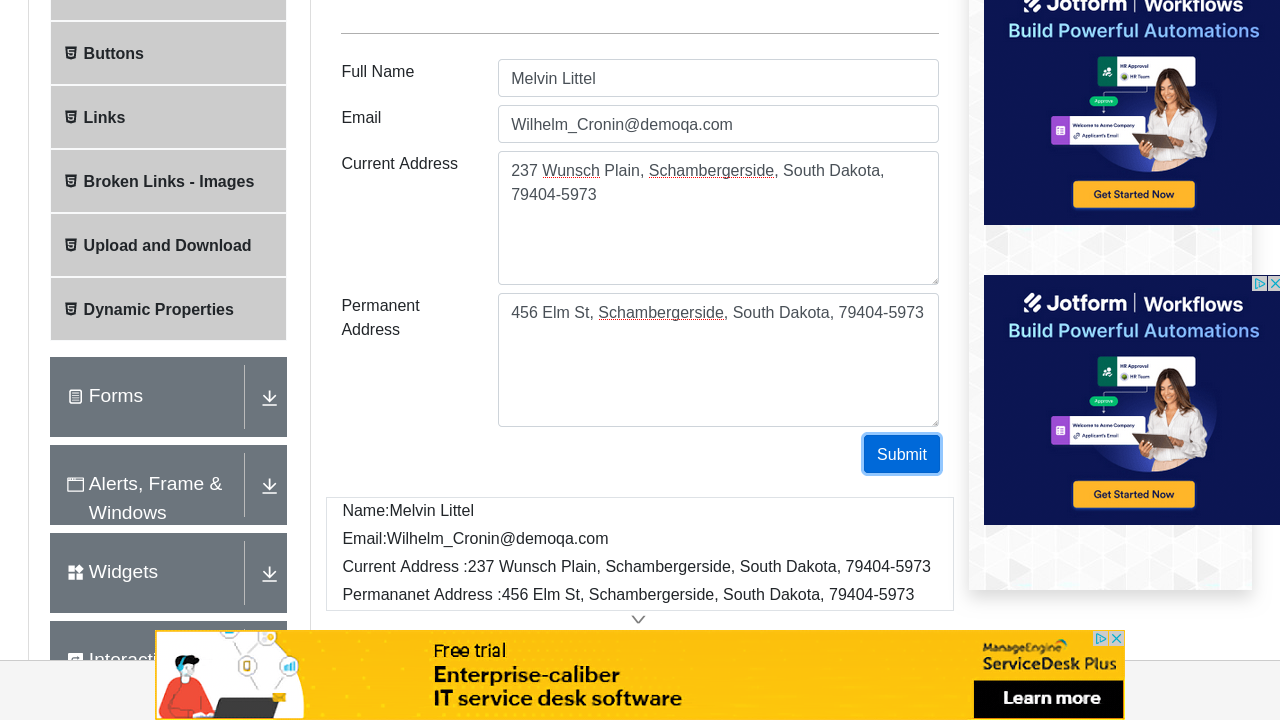 Buttons
Links
Broken Links - Images
Upload and Download
Dynamic Properties
Forms
Alerts, Frame &
Windows
Widgets
Full Name
Melvin Littel
Email
Wilhelm_Cronin@demoqa.com
Current Address
237 Wunsch Plain, Schambergerside, South Dakota,
79404-5973
Permanent
Address
456 Elm St, Schambergerside, South Dakota, 79404-5973
Submit
Name:Melvin Littel
Email:Wilhelm_Cronin@demoqa.com
Current Address :237 Wunsch Plain, Schambergerside, South Dakota, 79404-5973
Permananet Address :456 Elm St, Schambergerside, South Dakota, 79404-5973
Jotform Workflows
Build Powerful Automations
HR Approval
HR Team
Approve
Welcome to Acme Company
Applicant's Email
Get Started Now
Jotform Workflows
Build Powerful Automations
HR Approval
HR Team
Approve
Welcome to Acme Company
Applicant's Email
Get Started Now
Free trial
Enterprise-caliber
IT service desk software
ManageEngine
ServiceDesk Plus
Learn more